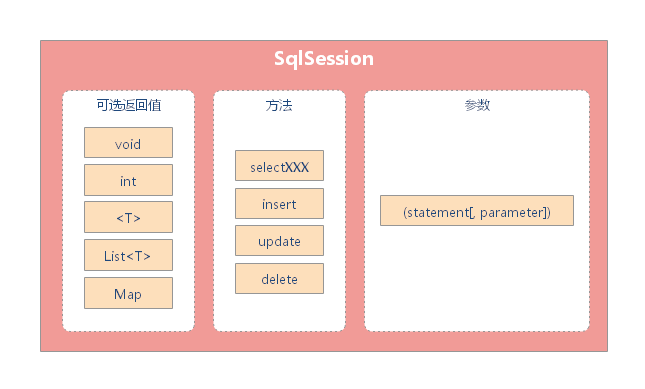 SqlSession
可选返回值
void
int
<T>
List<T>
Map
方法
selectXXX
insert
update
delete
参数
(statement[, parameter])